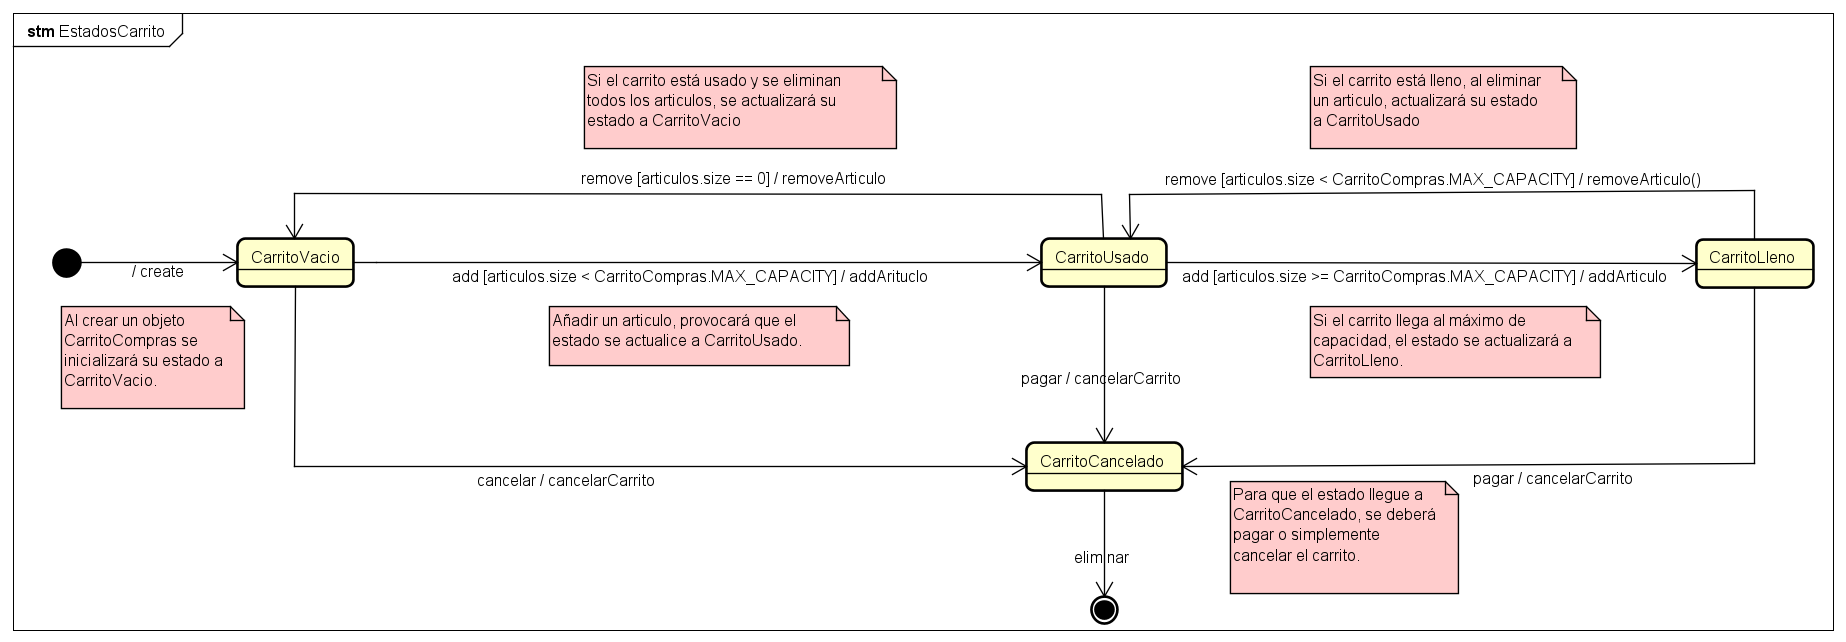 stm EstadosCarrito
Si el carrito está usado y se eliminan
todos los articulos, se actualizará su
estado a CarritoVacio
Si el carrito está lleno, al eliminar
un articulo, actualizará su estado
a CarritoUsado
remove [articulos.size == 0] / removeArticulo
remove [articulos.size < CarritoCompras.MAX_CAPACITY] / removeArticulo()
CarritoVacio
CarritoUsado
CarritoLleno
/ create
add [articulos.size < CarritoCompras.MAX_CAPACITY] / addArituclo
add [articulos.size >= CarritoCompras.MAX_CAPACITY] / addArticulo
Al crear un objeto
CarritoCompras se
inicializará su estado a
CarritoVacio.
Añadir un articulo, provocará que el
estado se actualice a CarritoUsado.
Si el carrito llega al máximo de
capacidad, el estado se actualizará a
CarritoLleno.
pagar / cancelarCarrito
CarritoCancelado
cancelar / cancelarCarrito
pagar / cancelarCarrito
Para que el estado llegue a
CarritoCancelado, se deberá
pagar o simplemente
cancelar el carrito.
eliminar